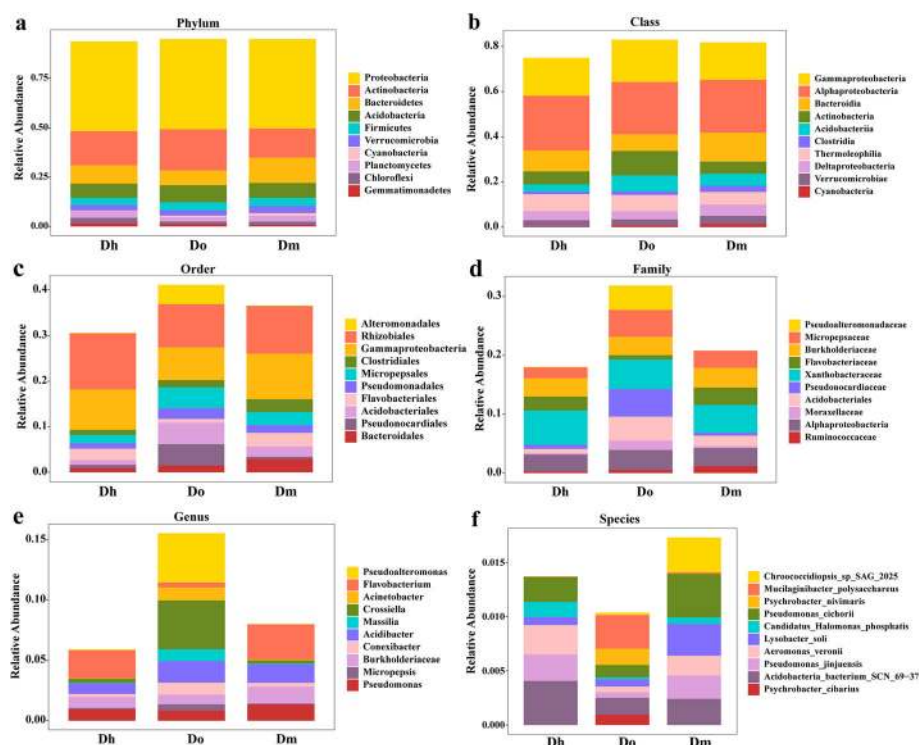 a
Phylum
Relative Abundance
0.75
0.50
0.25
0.00
Dh
Do
Dm
Proteobacteria
Actinobacteria
Bacteroidetes
Acidobacteria
Firmicutes
Verrucomicrobia
Cyanobacteria
Planctomycetes
Chloroflexi
Gemmatimonadetes
b
Class
Relative Abundance
0.8
0.6
0.4
0.2
0.0
Dh
Do
Dm
Gammaproteobacteria
Alphaproteobacteria
Bacteroidia
Actinobacteria
Acidobacteriia
Clostridia
Thermoleophilia
Deltaproteobacteria
Verrucomicrobiae
Cyanobacteria
c
Order
Relative Abundance
0.4
0.3
0.2
0.1
0.0
Dh
Do
Dm
Alteromonadales
Rhizobiales
Gammaproteobacteria
Clostridiales
Micropepsales
Pseudomonadales
Flavobacteriales
Acidobacteriales
Pseudonocardiales
Bacteroidales
d
Family
Relative Abundance
0.3
0.2
0.1
0.0
Dh
Do
Dm
Pseudoalteromonadaceae
Micropepsaceae
Burkholderiaceae
Flavobacteriaceae
Xanthobacteraceae
Pseudonocardiaceae
Acidobacteriales
Moraxellaceae
Alphaproteobacteria
Ruminococcaceae
e
Genus
Relative Abundance
0.15
0.10
0.05
0.00
Dh
Do
Dm
Pseudoalteromonas
Flavobacterium
Acinetobacter
Crossiella
Massilia
Acidibacter
Conexibacter
Burkholderiaceae
Micropepsis
Pseudomonas
f
Species
Relative Abundance
0.015
0.010
0.005
0.000
Dh
Do
Dm
Chroococcidiopsis_sp_SAG_2025
Mucilaginibacter_polysacchareus
Psychrobacter_nivimaris
Pseudomonas_cichorii
Candidatus_Halomonas_phosphatis
Lysobacter_soli
Aeromonas_veronii
Pseudomonas_jinjuensis
Acidobacteria_bacterium_SCN_69−37
Psychrobacter_cibarius